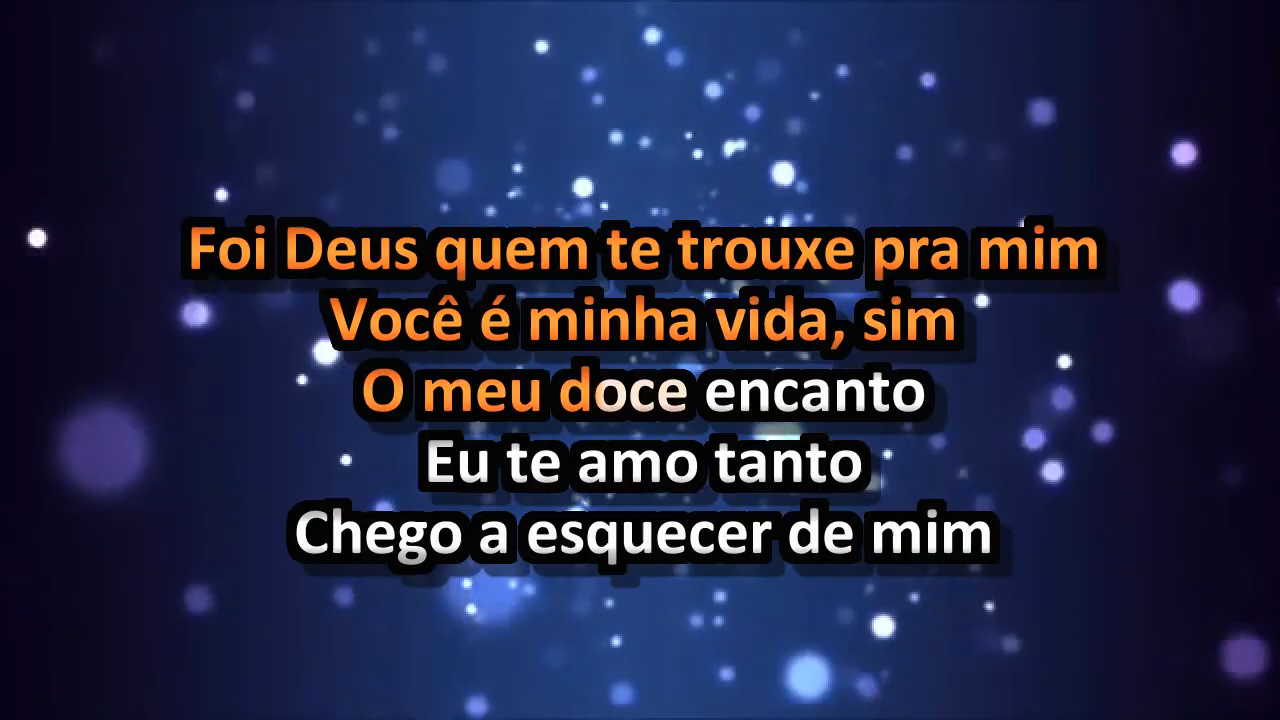 Foi Deus quem te trouxe pra mim
Você é minha vida, sim
O meu doce encanto
Eu te amo tanto
Chego a esquecer de mim